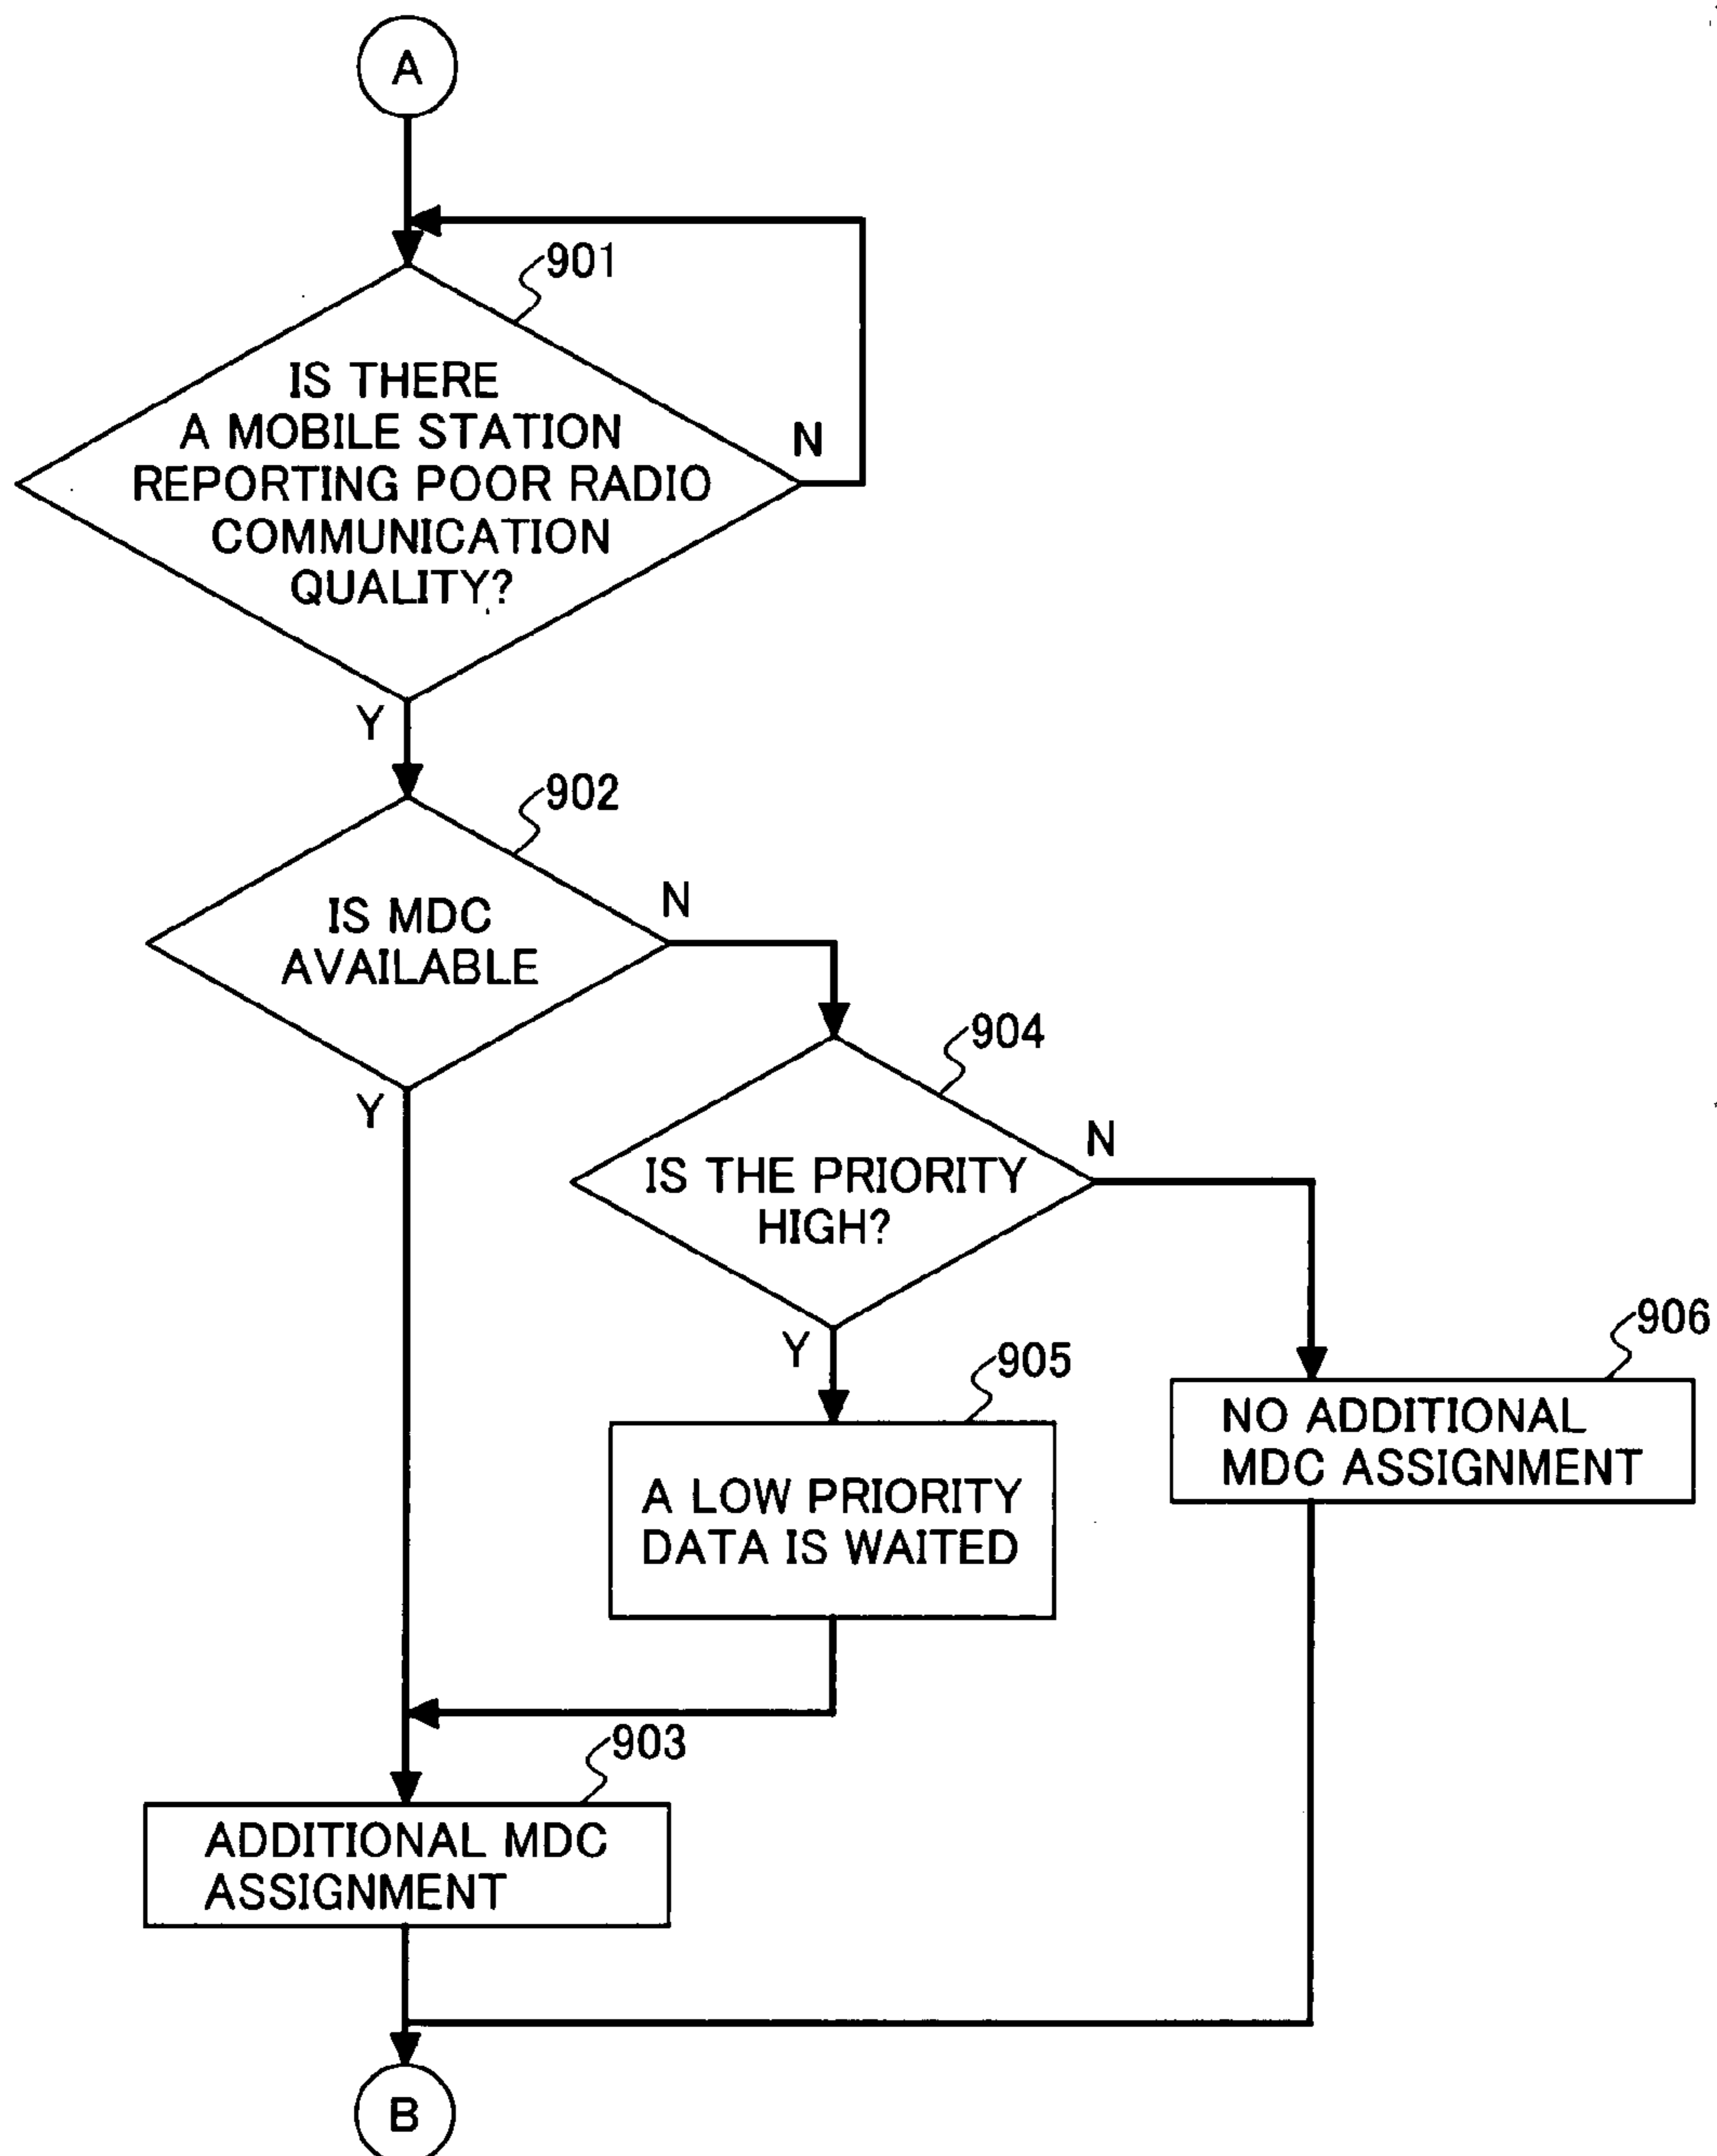 A
901
IS THERE
A MOBILE STATION
REPORTING POOR RADIO
COMMUNICATION
QUALITY?
N
Y
902
IS MDC
AVAILABLE
N
Y
904
IS THE PRIORITY
HIGH?
N
Y
905
A LOW PRIORITY
DATA IS WAITED
906
NO ADDITIONAL
MDC ASSIGNMENT
903
ADDITIONAL MDC
ASSIGNMENT
B